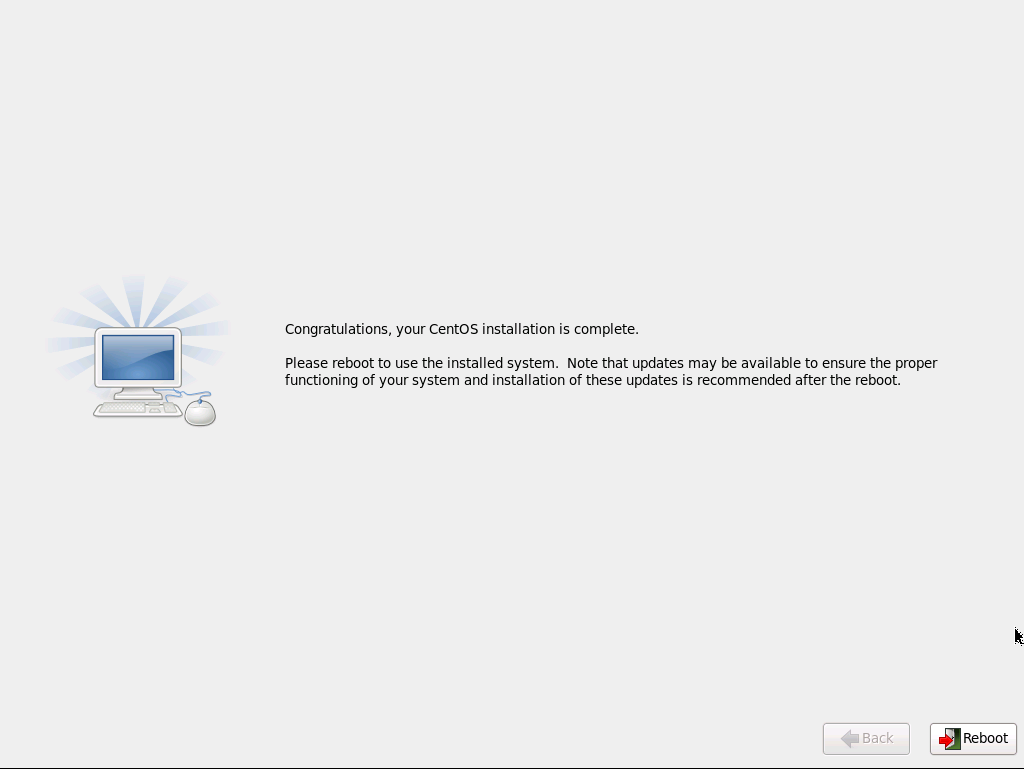 Congratulations, your CentOS installation is complete.
Please reboot to use the installed system.  Note that updates may be available to ensure the proper
functioning of your system and installation of these updates is recommended after the reboot.
Back
Reboot